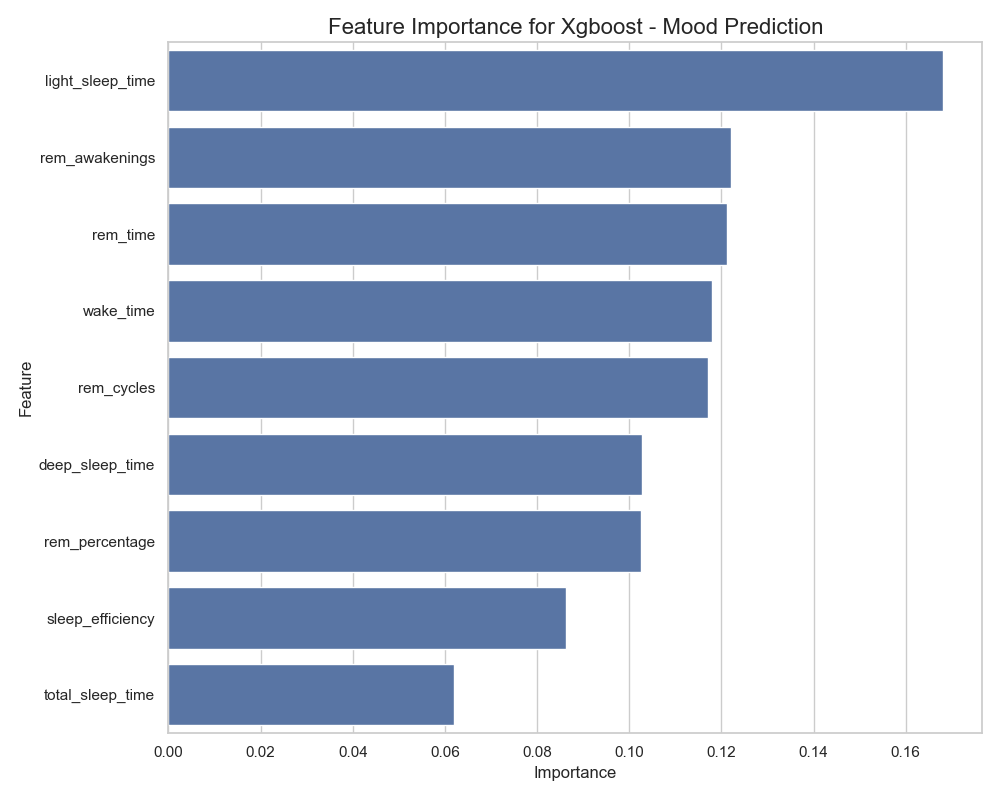 Feature Importance for Xgboost - Mood Prediction
light_sleep_time
rem_awakenings
rem_time
wake_time
rem_cycles
deep_sleep_time
rem_percentage
sleep_efficiency
total_sleep_time
Feature
0.00 0.02 0.04 0.06 0.08 0.10 0.12 0.14 0.16
Importance